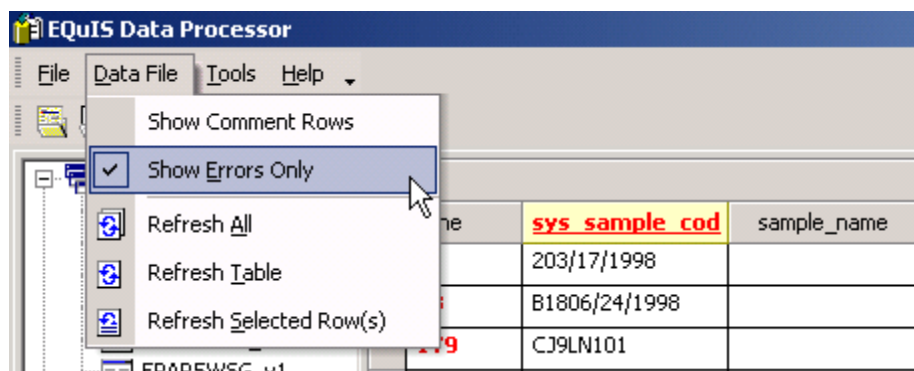 EQuIS Data Processor
File Data File Tools Help
Show Comment Rows
Show Errors Only
Refresh All
Refresh Table
Refresh Selected Row(s)
sys_sample_cod sample_name
203/17/1998
B1806/24/1998
CJ9LN101